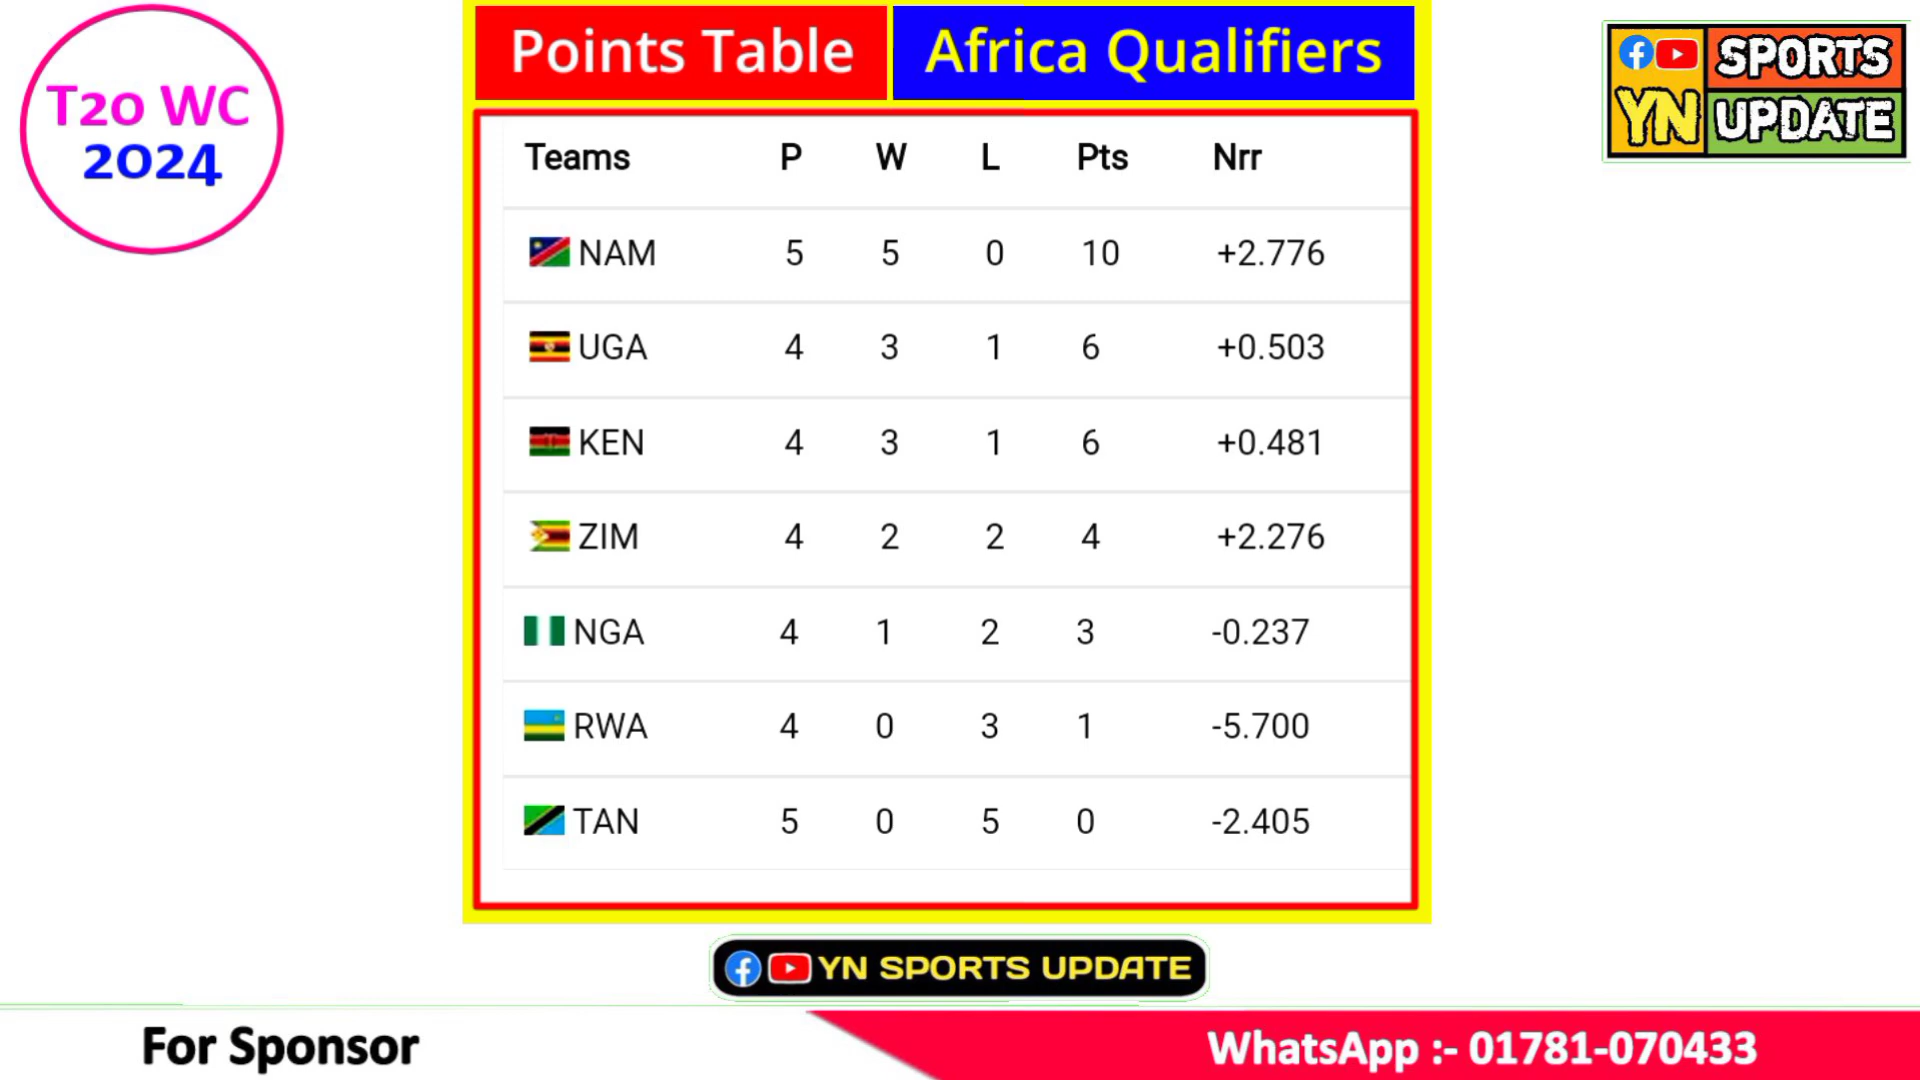 T20 WC
2024
Points Table Africa Qualifiers
SPORTS
YN UPDATE
Teams P W L Pts Nrr
NAM 5 5 0 10 +2.776
UGA 4 3 1 6 +0.503
KEN 4 3 1 6 +0.481
ZIM 4 2 2 4 +2.276
NGA 4 1 2 3 -0.237
RWA 4 0 3 1 -5.700
TAN 5 0 5 0 -2.405
YN SPORTS UPDATE
For Sponsor WhatsApp :- 01781-070433